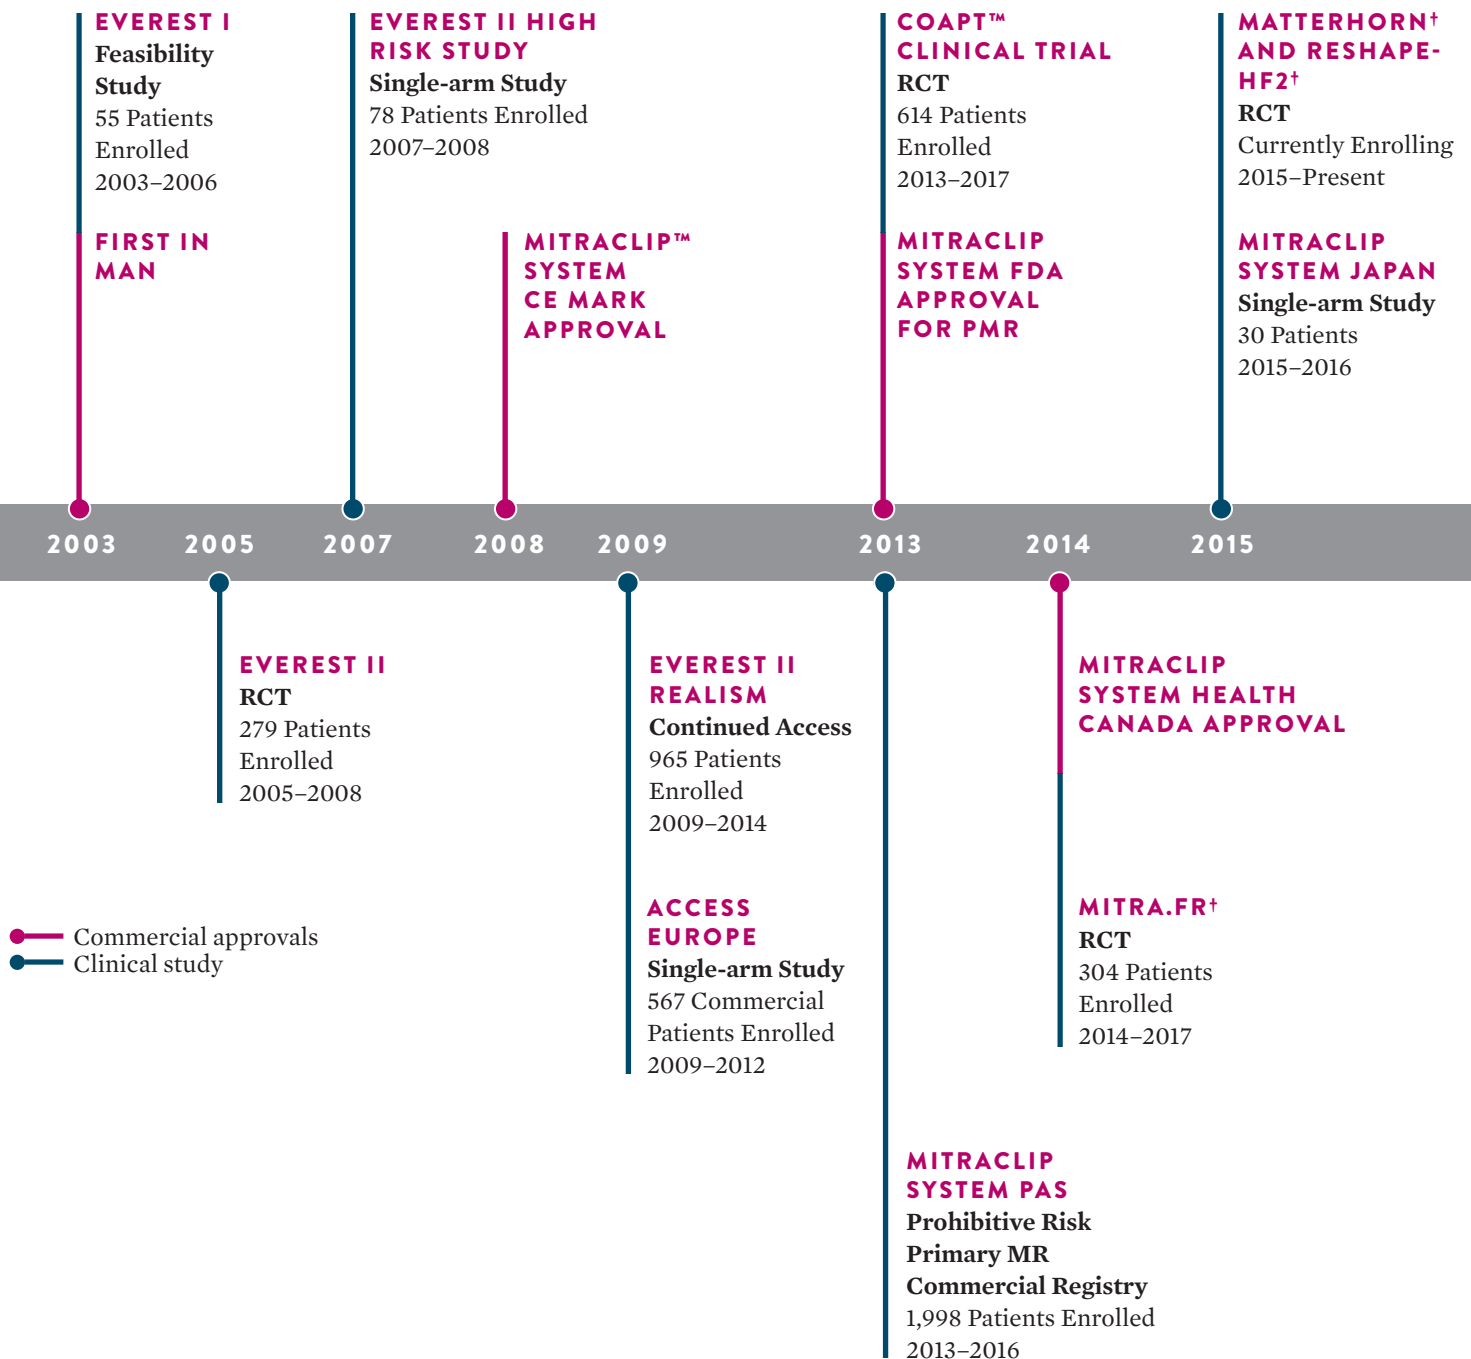 EVEREST I
Feasibility
Study
55 Patients
Enrolled
2003–2006
FIRST IN
MAN
EVEREST II HIGH
RISK STUDY
Single-arm Study
78 Patients Enrolled
2007–2008
MITRACLIP™
SYSTEM
CE MARK
APPROVAL
COAPT™
CLINICAL TRIAL
RCT
614 Patients
Enrolled
2013–2017
MITRACLIP
SYSTEM FDA
APPROVAL
FOR PMR
MATTERHORN†
AND RESHAPE-
HF2†
RCT
Currently Enrolling
2015–Present
MITRACLIP
SYSTEM JAPAN
Single-arm Study
30 Patients
2015–2016
2003 2005 2007 2008 2009 2013 2014 2015
EVEREST II
RCT
279 Patients
Enrolled
2005–2008
EVEREST II
REALISM
Continued Access
965 Patients
Enrolled
2009–2014
ACCESS
EUROPE
Single-arm Study
567 Commercial
Patients Enrolled
2009–2012
MITRACLIP
SYSTEM HEALTH
CANADA APPROVAL
MITRA.FR†
RCT
304 Patients
Enrolled
2014–2017
MITRACLIP
SYSTEM PAS
Prohibitive Risk
Primary MR
Commercial Registry
1,998 Patients Enrolled
2013–2016
Commercial approvals
Clinical study